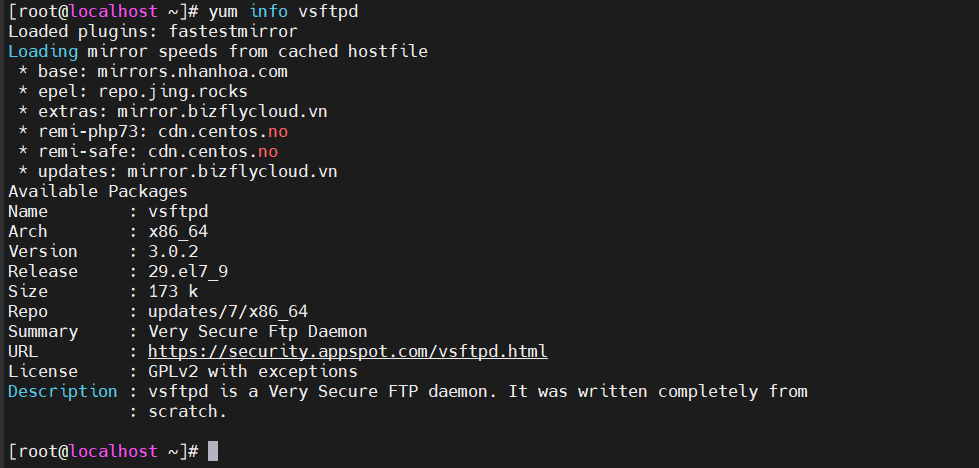 [root@localhost ~]# yum info vsftpd
Loaded plugins: fastestmirror
Loading mirror speeds from cached hostfile
 * base: mirrors.nhanhoa.com
 * epel: repo.jing.rocks
 * extras: mirror.bizflycloud.vn
 * remi-php73: cdn.centos.no
 * remi-safe: cdn.centos.no
 * updates: mirror.bizflycloud.vn
Available Packages
Name        : vsftpd
Arch        : x86_64
Version     : 3.0.2
Release     : 29.el7_9
Size        : 173 k
Repo        : updates/7/x86_64
Summary     : Very Secure Ftp Daemon
URL         : https://security.appspot.com/vsftpd.html
License     : GPLv2 with exceptions
Description : vsftpd is a Very Secure FTP daemon. It was written completely from
            : scratch.
[root@localhost ~]#